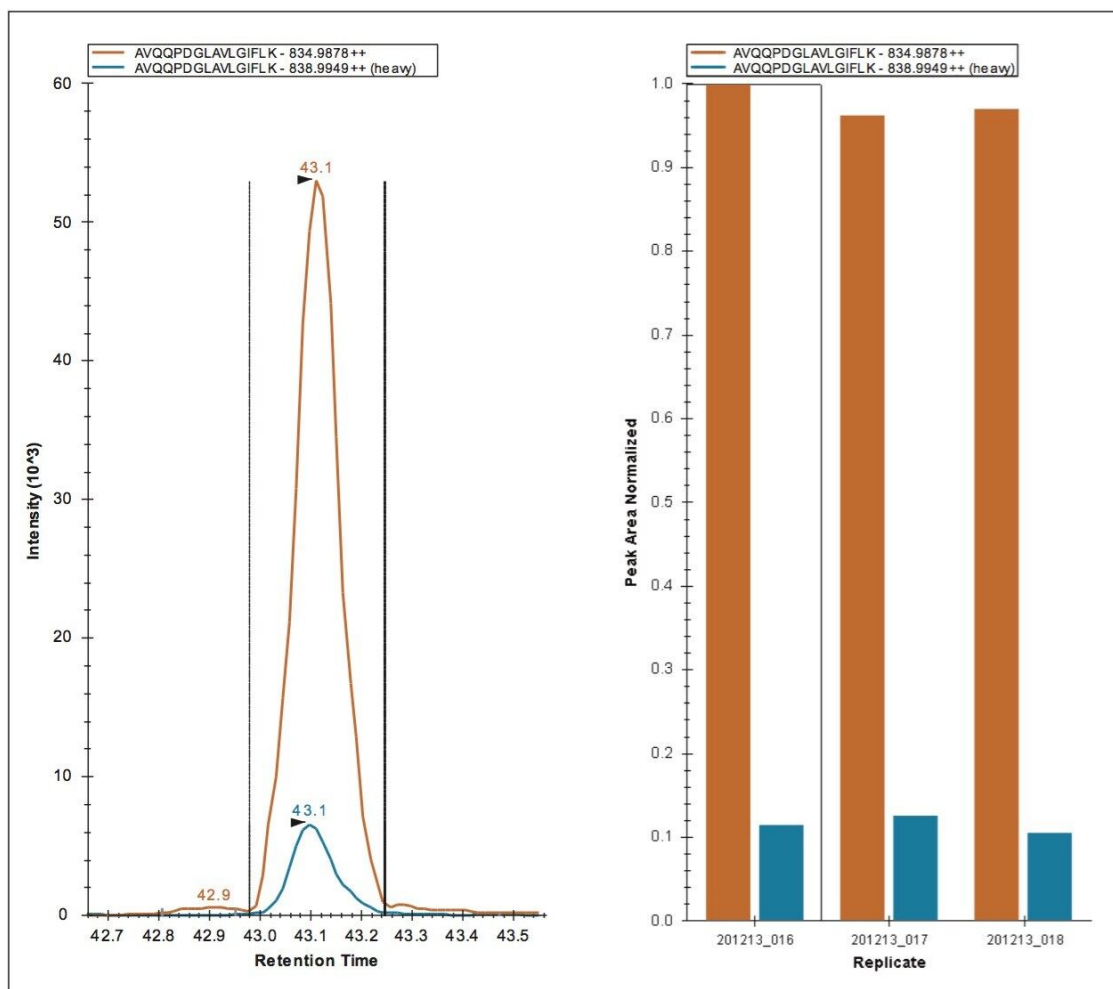 AVQQPDGLAVLGIFLK - 834.9878++
AVQQPDGLAVLGIFLK - 838.9949++ (heavy)
60
50
40
30
20
10
0
Intensity (10^3)
43.1
43.1
42.9
42.7 42.8 42.9 43.0 43.1 43.2 43.3 43.4 43.5
Retention Time
AVQQPDGLAVLGIFLK - 834.9878++
AVQQPDGLAVLGIFLK - 838.9949++ (heavy)
1.0
0.9
0.8
0.7
0.6
0.5
0.4
0.3
0.2
0.1
0.0
Peak Area Normalized
201213_016 201213_017 201213_018
Replicate